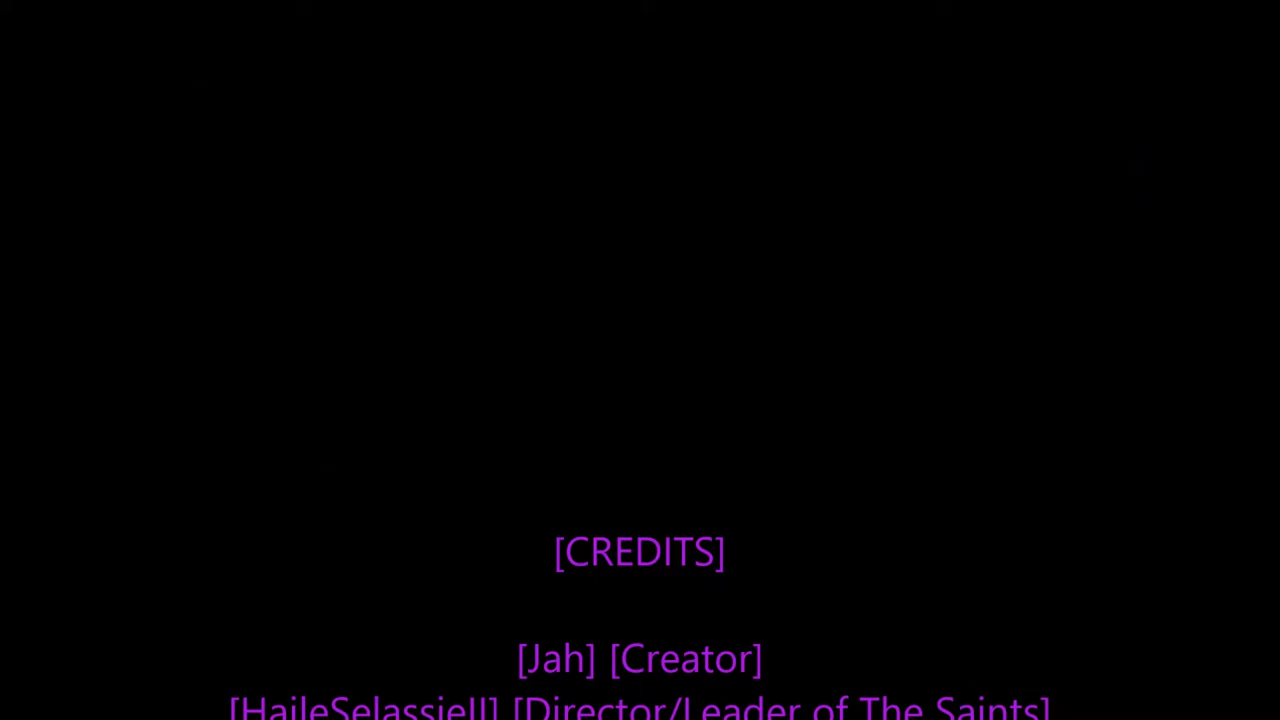 [CREDITS]
[Jah] [Creator]
[HaileSelassieII] [Director/Leader of The Saints]